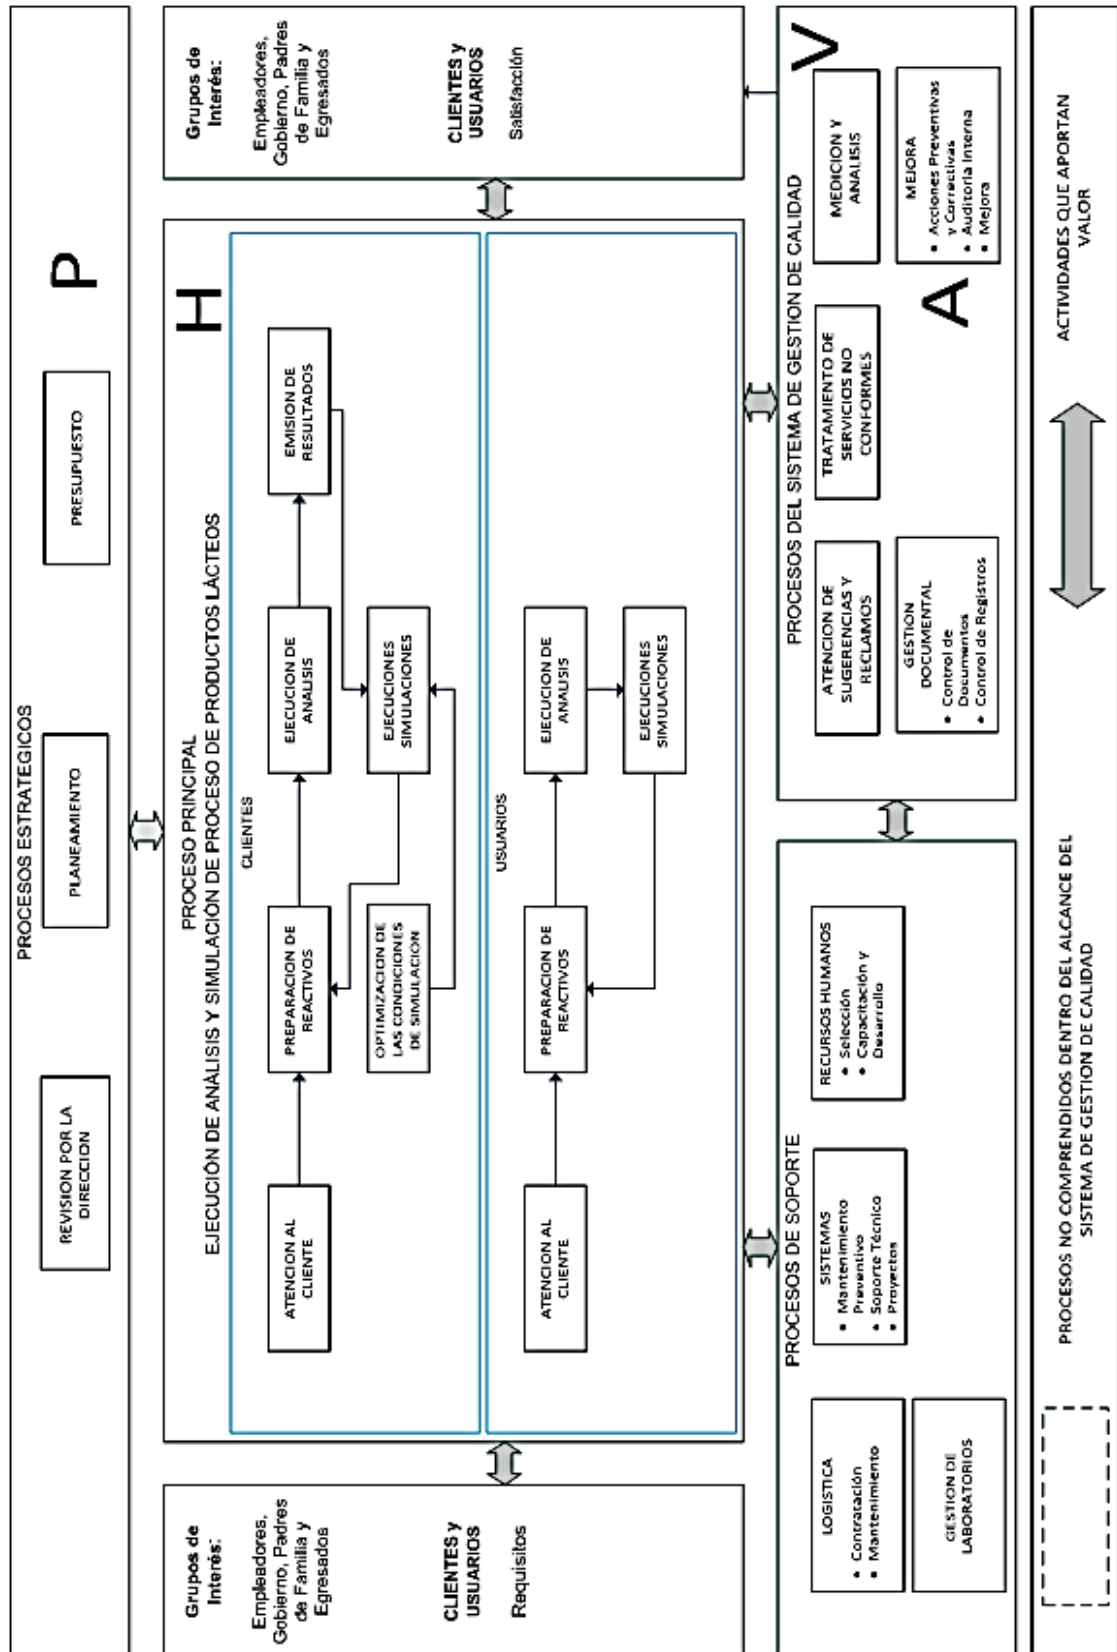 PROCESOS ESTRATEGICOS
REVISION POR LA
DIRECCION
PLANEAMIENTO
PRESUPUESTO
P
Grupos de
Interés:
Empleadores,
Gobierno, Padres
de Familia y
Egresados
CLIENTES y
USUARIOS
Requisitos
PROCESO PRINCIPAL
EJECUCIÓN DE ANÁLISIS Y SIMULACIÓN DE PROCESO DE PRODUCTOS LÁCTEOS
H
CLIENTES
ATENCION AL
CLIENTE
PREPARACION DE
REACTIVOS
EJECUCION DE
ANALISIS
EMISION DE
RESULTADOS
OPTIMIZACION DE
LAS CONDICIONES
DE SIMULACION
EJECUCIONES
SIMULACIONES
USUARIOS
ATENCION AL
CLIENTE
PREPARACION DE
REACTIVOS
EJECUCION DE
ANALISIS
EJECUCIONES
SIMULACIONES
Grupos de
Interés:
Empleadores,
Gobierno, Padres
de Familia y
Egresados
CLIENTES y
USUARIOS
Satisfacción
PROCESOS DE SOPORTE
LOGISTICA
• Contratación
• Mantenimiento
GESTION DE
LABORATORIOS
SISTEMAS
• Mantenimiento
Preventivo
• Soporte Técnico
• Proyectos
RECURSOS HUMANOS
• Selección
• Capacitación y
Desarrollo
PROCESOS DEL SISTEMA DE GESTION DE CALIDAD
V
ATENCION DE
SUGERENCIAS Y
RECLAMOS
TRATAMIENTO DE
SERVICIOS NO
CONFORMES
MEDICION Y
ANALISIS
GESTION
DOCUMENTAL
• Control de
Documentos
• Control de Registros
A
MEJORA
• Acciones Preventivas
y Correctivas
• Auditoria Interna
• Mejora
PROCESOS NO COMPRENDIDOS DENTRO DEL ALCANCE DEL
SISTEMA DE GESTION DE CALIDAD
ACTIVIDADES QUE APORTAN
VALOR